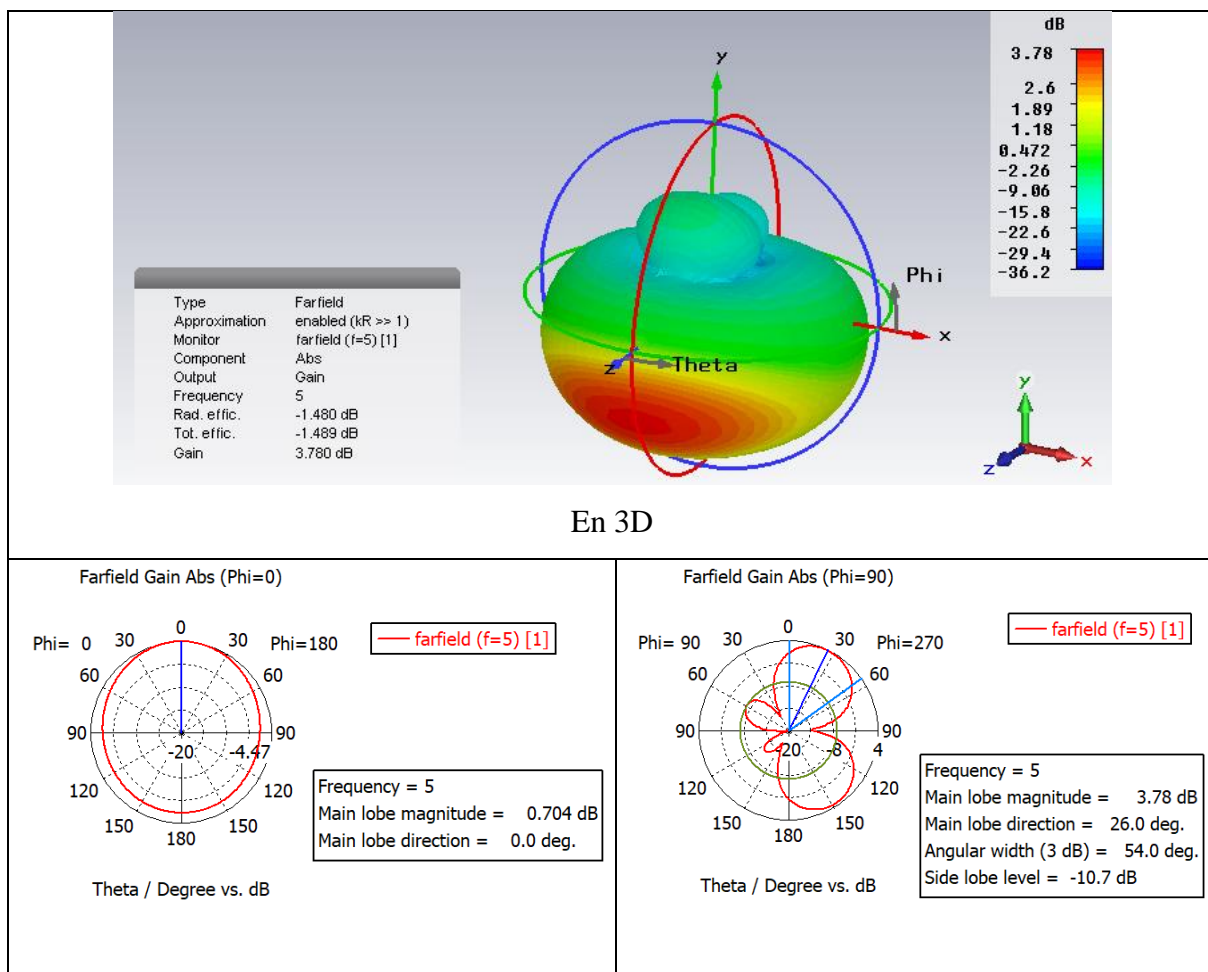 dB
3.78
2.6
1.89
1.18
0.472
-2.26
-9.06
-15.8
-22.6
-29.4
-36.2
y
Phi
x
z
Theta
Type Farfield
Approximation enabled (kR >> 1)
Monitor farfield (f=5) [1]
Component Abs
Output Gain
Frequency 5
Rad. effic. -1.480 dB
Tot. effic. -1.489 dB
Gain 3.780 dB
y
z
x
En 3D
Farfield Gain Abs (Phi=0)
0
Phi= 0 30 30 Phi=180
farfield (f=5) [1]
60 60
90 90
-20 -4.47
120 120
150 150
180
Frequency = 5
Main lobe magnitude = 0.704 dB
Main lobe direction = 0.0 deg.
Theta / Degree vs. dB
Farfield Gain Abs (Phi=90)
0
Phi= 90 30 30 Phi=270
farfield (f=5) [1]
60 60
90 90
-20 -8 4
120 120
150 150
180
Frequency = 5
Main lobe magnitude = 3.78 dB
Main lobe direction = 26.0 deg.
Angular width (3 dB) = 54.0 deg.
Side lobe level = -10.7 dB
Theta / Degree vs. dB